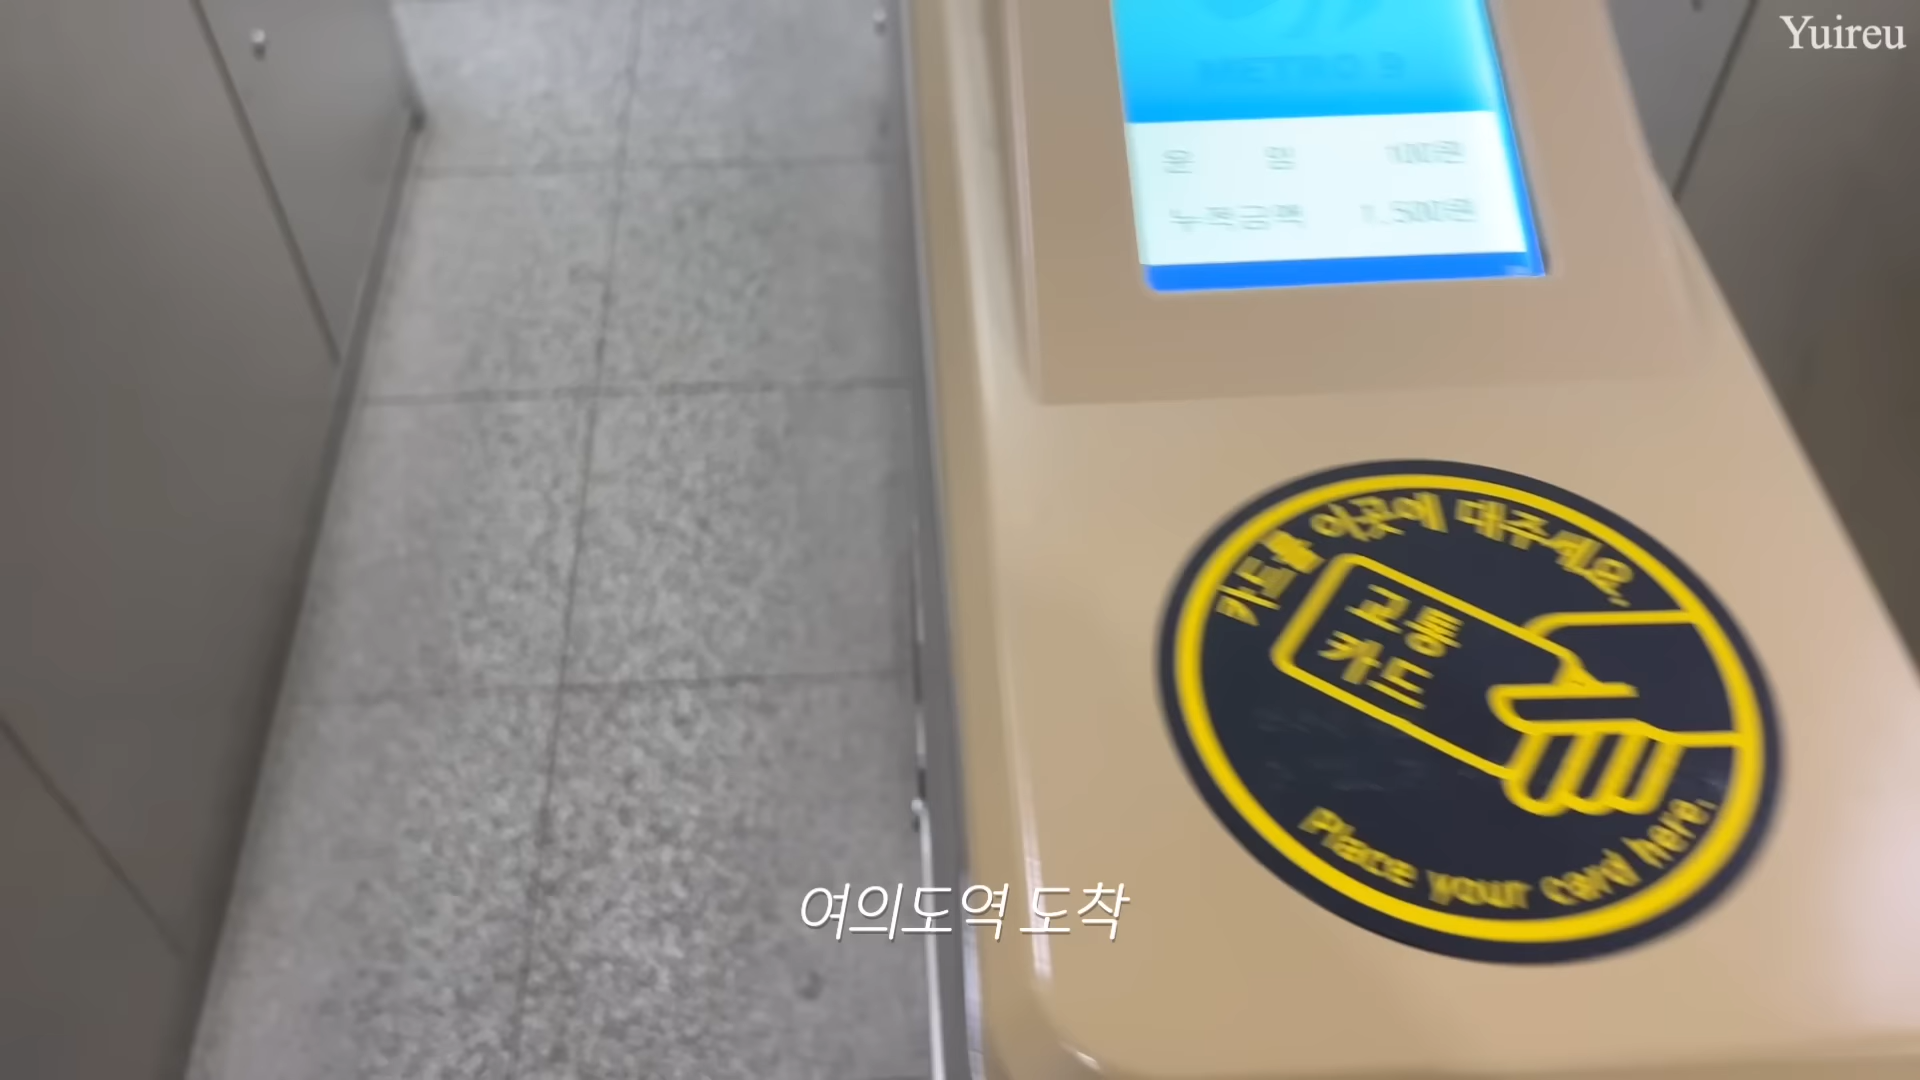 Yuireu
METRO 9
운 임 100원
누적금액 1,500원
카드를 이곳에 대주세요.
교통
카드
Place your card here.
여의도역 도착